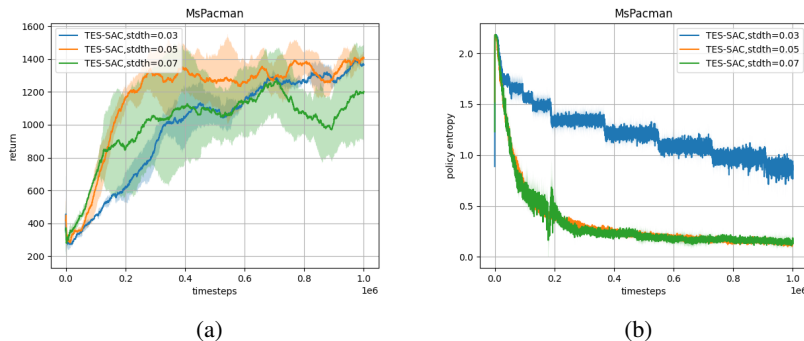 MsPacman
TES-SAC,stdth=0.03
TES-SAC,stdth=0.05
TES-SAC,stdth=0.07
1400
1200
1000
800
600
400
200
return
0.0 0.2 0.4 0.6 0.8 1.0
timesteps
1e6
(a)
MsPacman
TES-SAC,stdth=0.03
TES-SAC,stdth=0.05
TES-SAC,stdth=0.07
2.0
1.5
1.0
0.5
0.0
policy entropy
0.0 0.2 0.4 0.6 0.8 1.0
timesteps
1e6
(b)